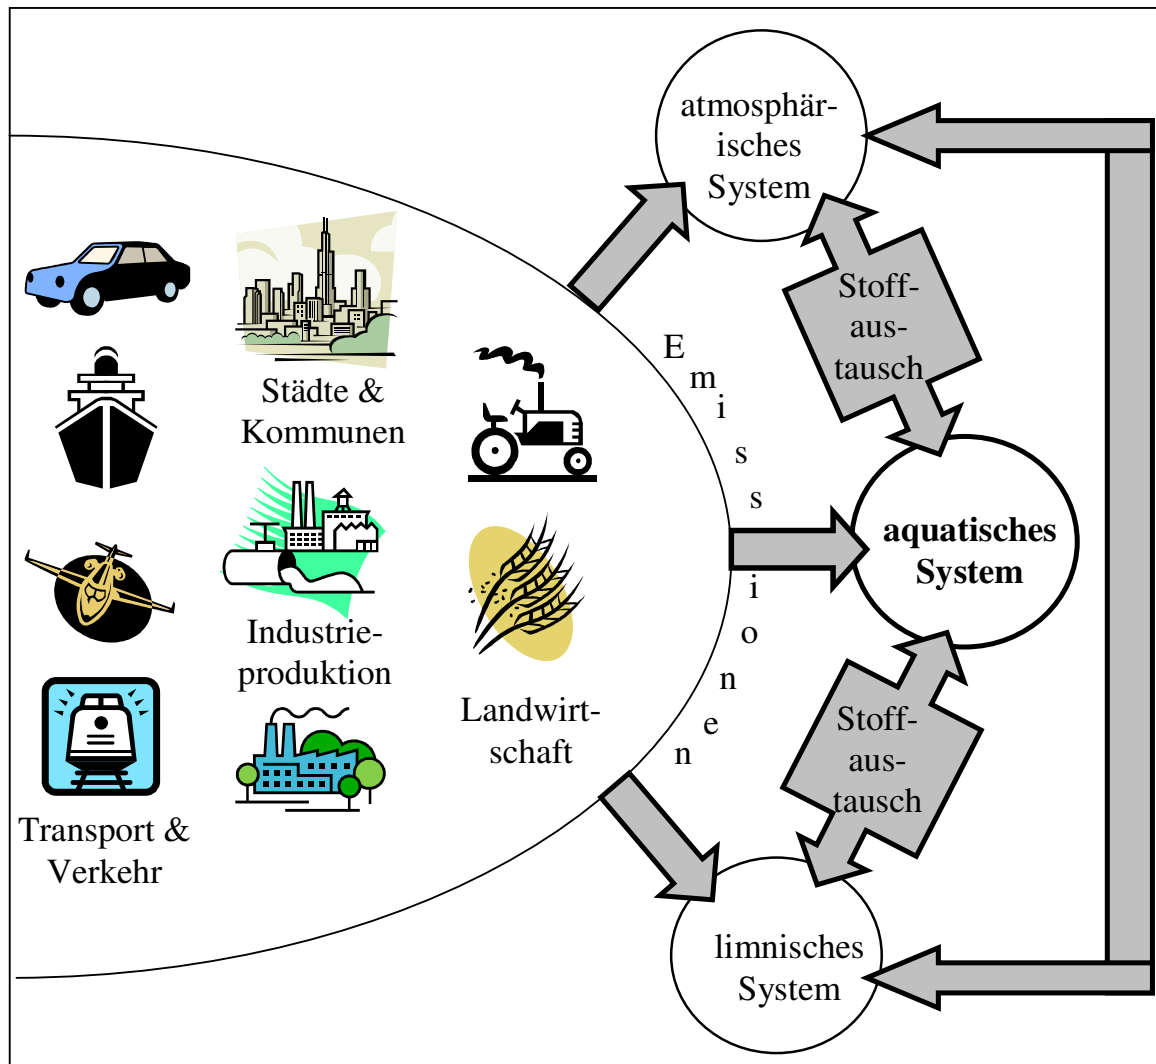 atmosphär-
isches
System
Stoff-
aus-
tausch
Städte &
Kommunen
Emissionen
aquatisches
System
Industrie-
produktion
Landwirt-
schaft
Stoff-
aus-
tausch
Transport &
Verkehr
limnisches
System